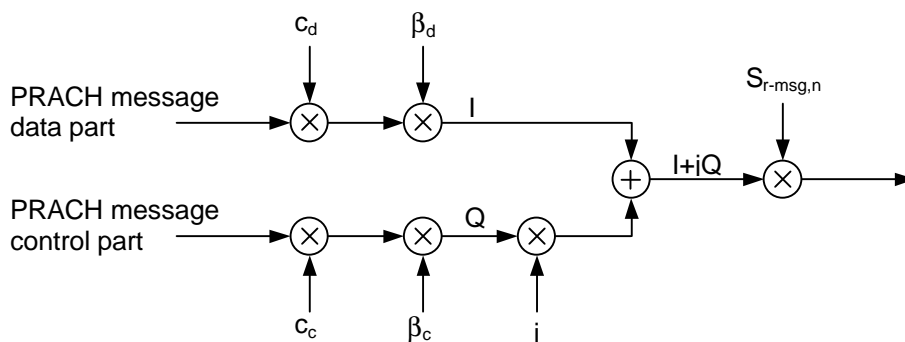 c_d
β_d
S_r-msg,n
PRACH message
data part
I
I+jQ
PRACH message
control part
Q
c_c
β_c
j